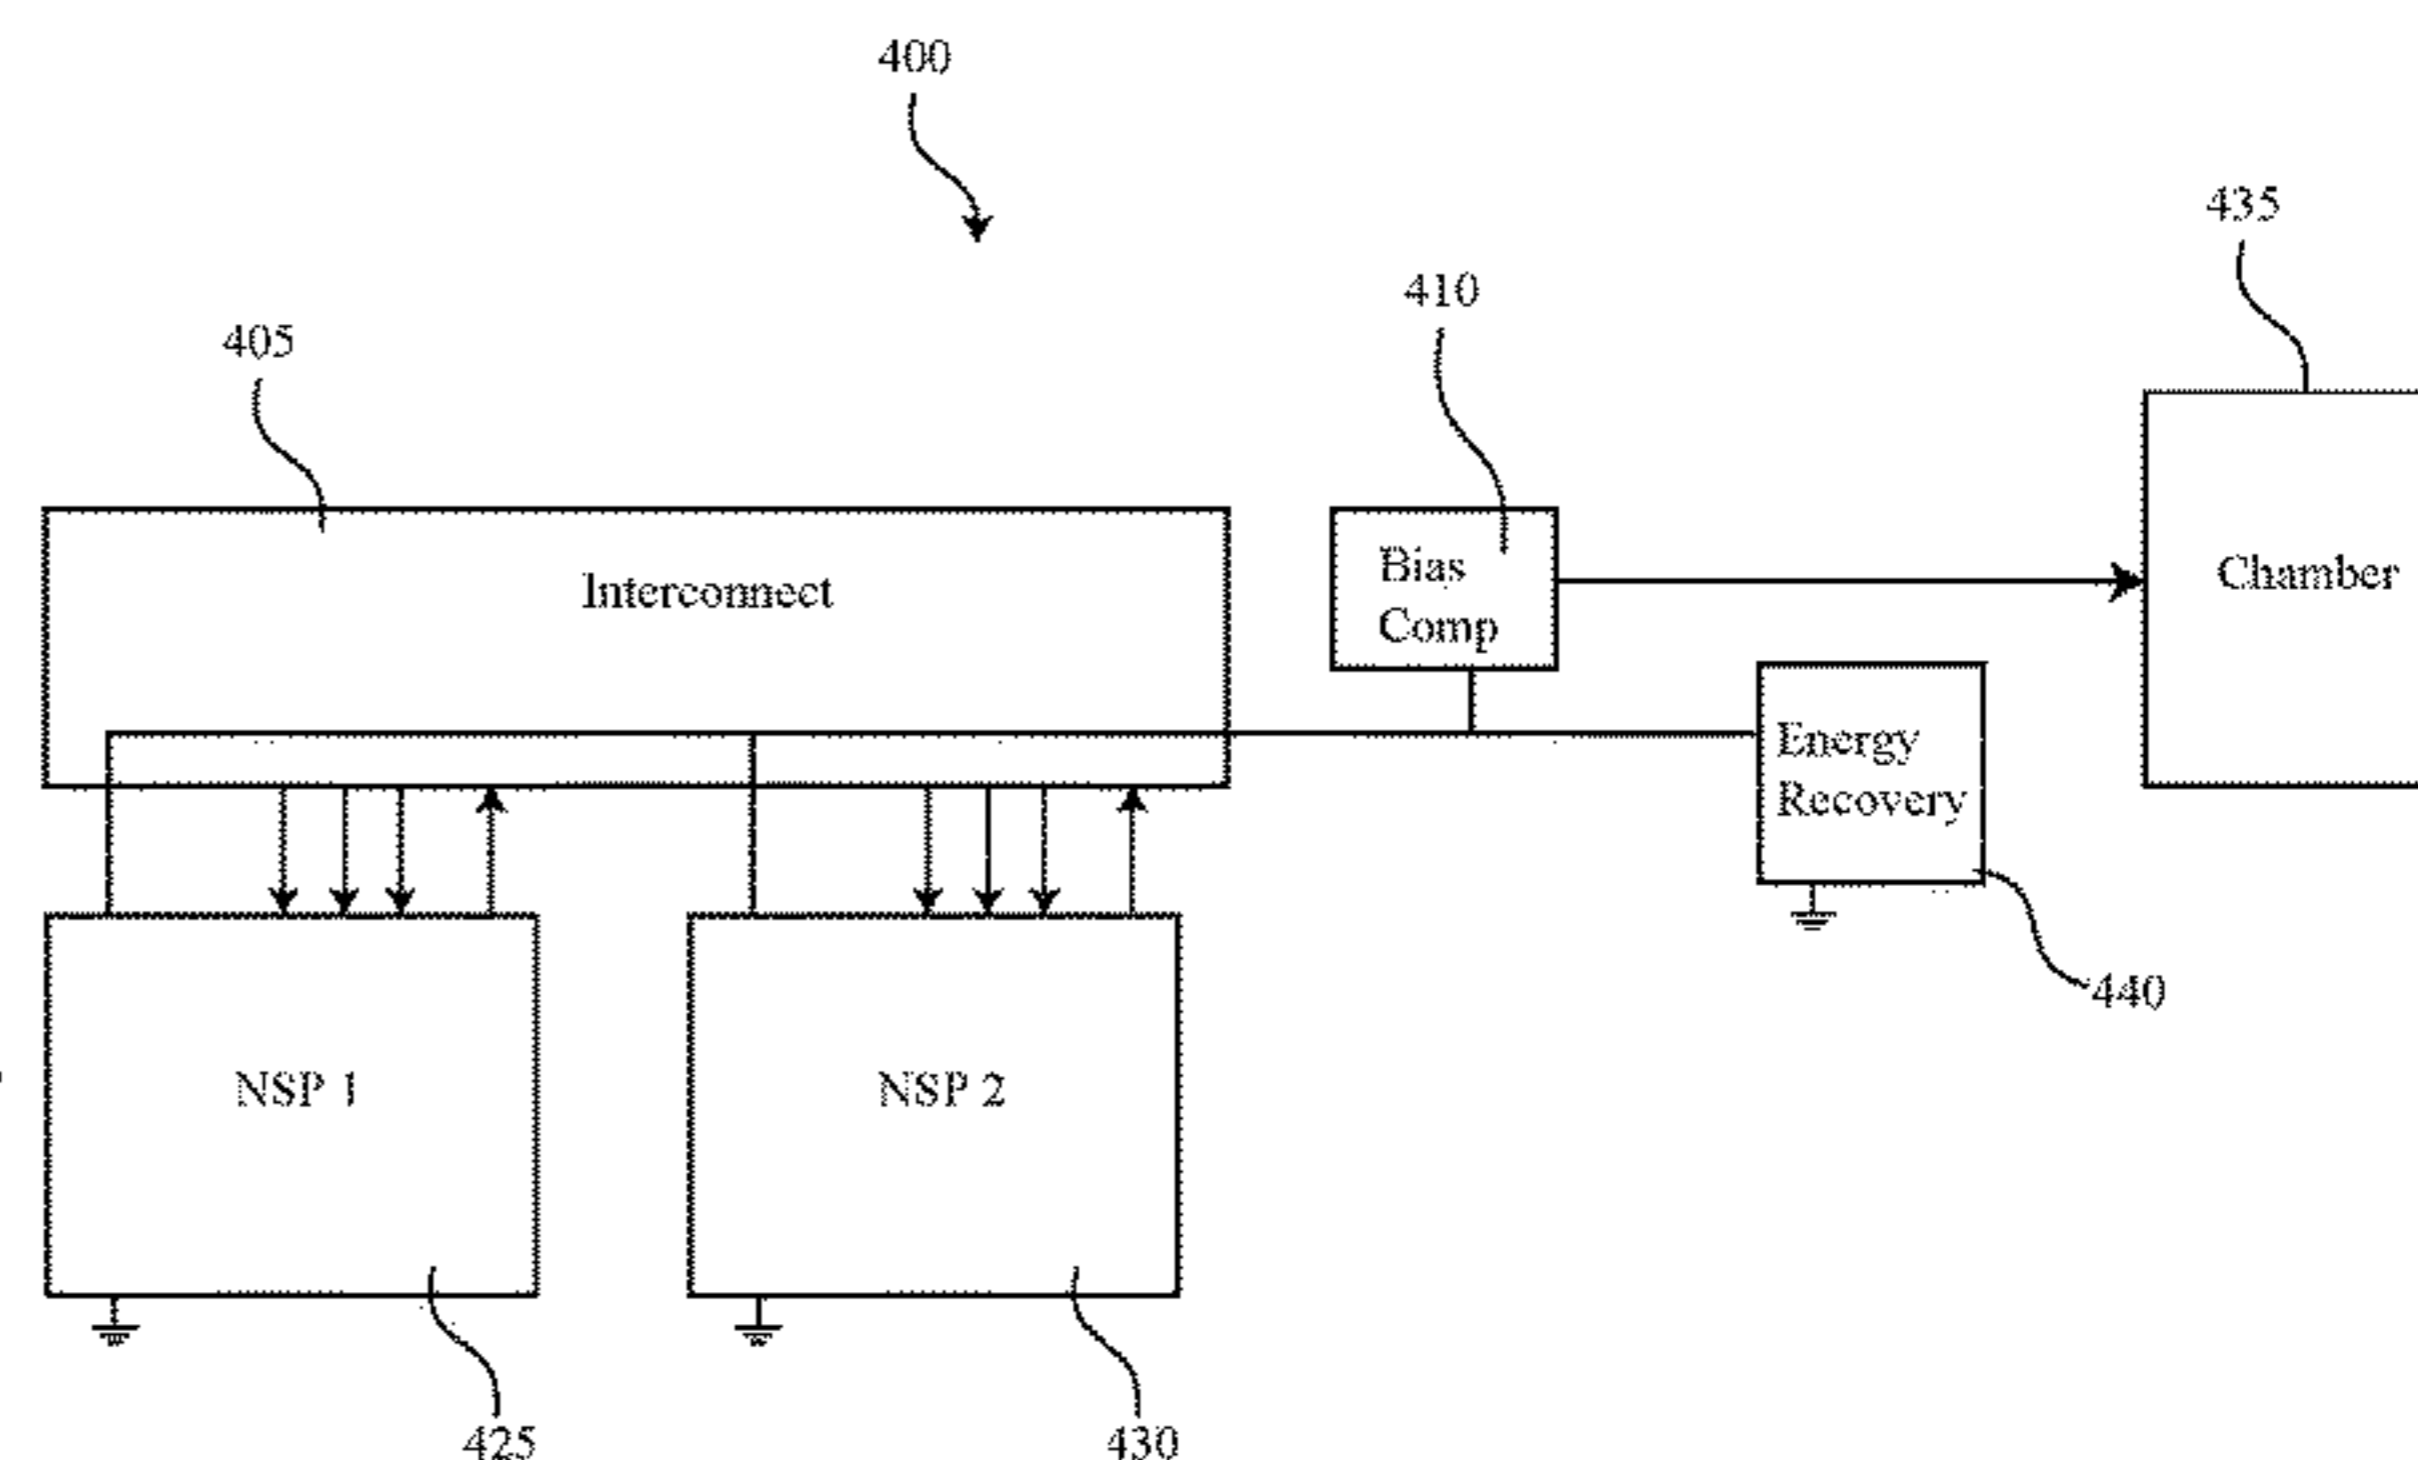 400
435
410
405
Bias
Comp
Chamber
Interconnect
Energy
Recovery
440
NSP 1
NSP 2
425
430